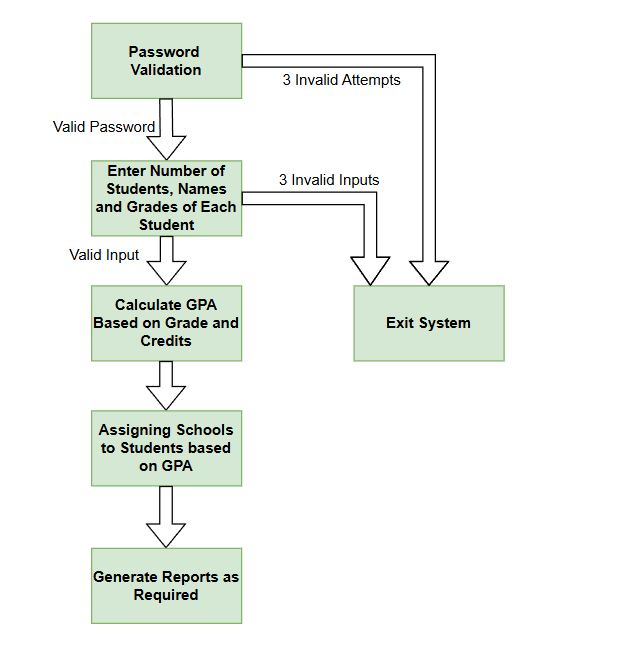 Password
Validation
3 Invalid Attempts
Valid Password
Enter Number of
Students, Names
and Grades of Each
Student
3 Invalid Inputs
Valid Input
Calculate GPA
Based on Grade and
Credits
Exit System
Assigning Schools
to Students based
on GPA
Generate Reports as
Required